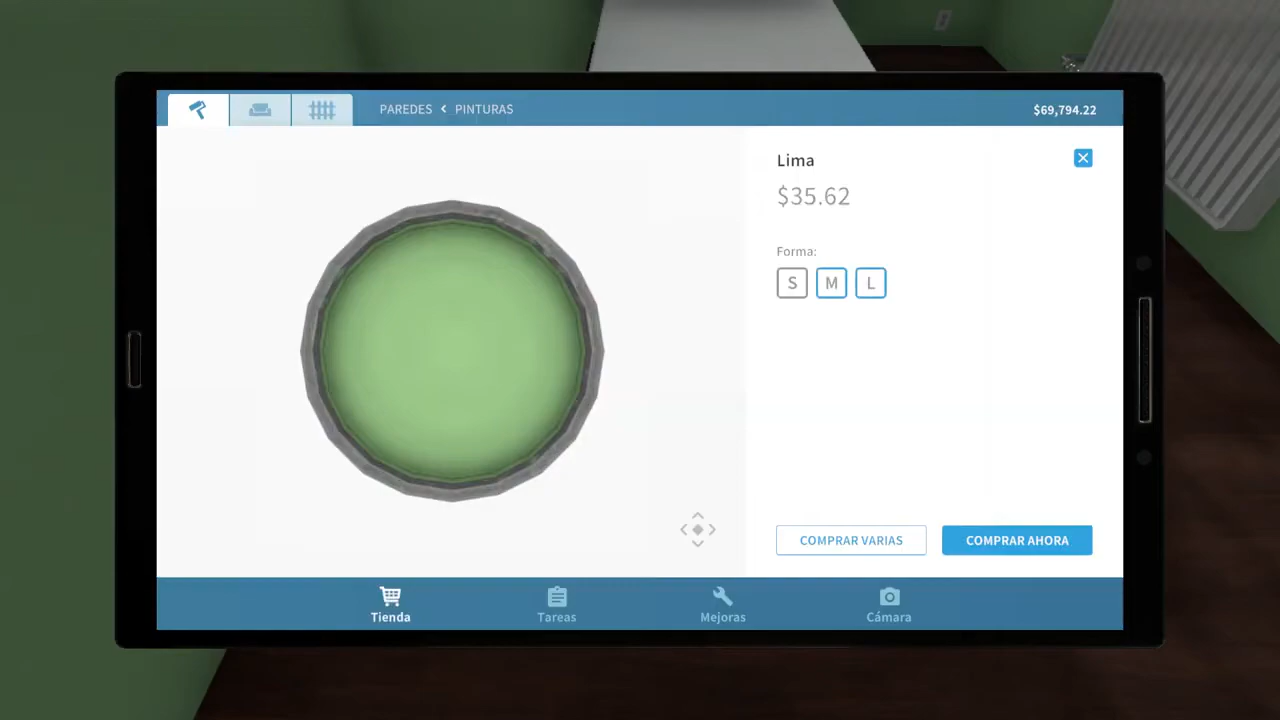 PAREDES < PINTURAS
$69,794.22
Lima
$35.62
Forma:
S M L
COMPRAR VARIAS
COMPRAR AHORA
Tienda
Tareas
Mejoras
Cámara